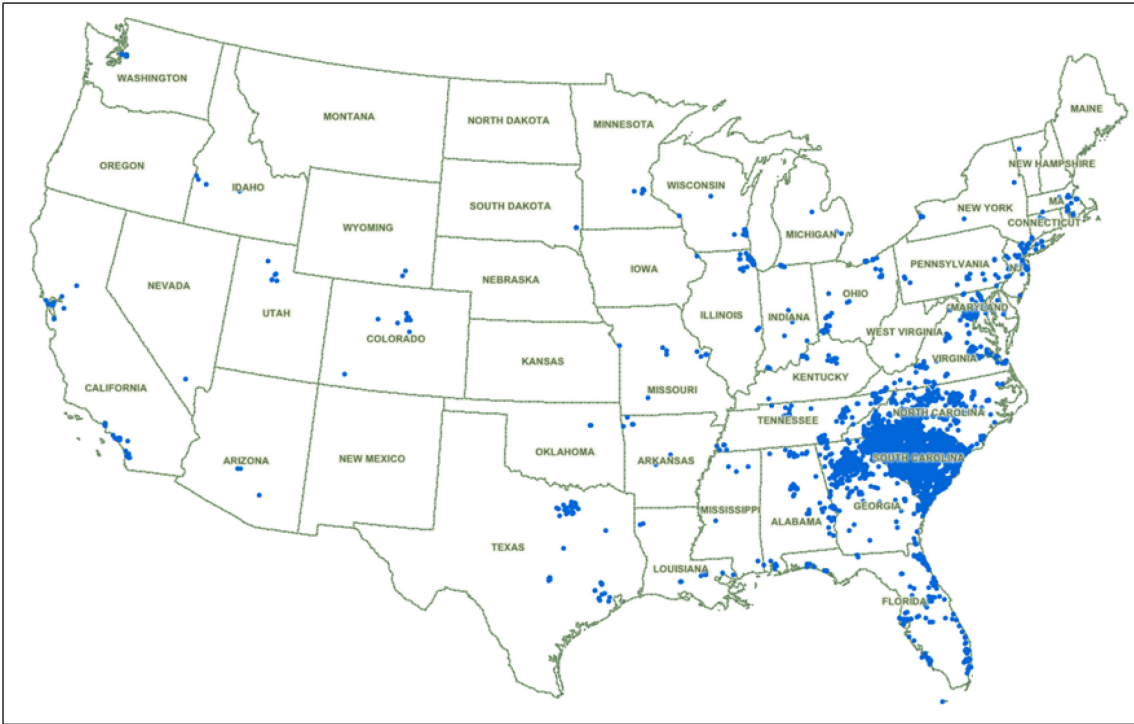 WASHINGTON
MONTANA
NORTH DAKOTA
MINNESOTA
MAINE
OREGON
IDAHO
SOUTH DAKOTA
WISCONSIN
NEW HAMPSHIRE
WYOMING
MICHIGAN
NEW YORK
MA
CONNECTICUT
NEVADA
UTAH
COLORADO
NEBRASKA
IOWA
ILLINOIS
INDIANA
OHIO
PENNSYLVANIA
NJ
MARYLAND
WEST VIRGINIA
VIRGINIA
CALIFORNIA
KANSAS
MISSOURI
KENTUCKY
ARIZONA
NEW MEXICO
OKLAHOMA
ARKANSAS
TENNESSEE
NORTH CAROLINA
SOUTH CAROLINA
TEXAS
LOUISIANA
MISSISSIPPI
ALABAMA
GEORGIA
FLORIDA